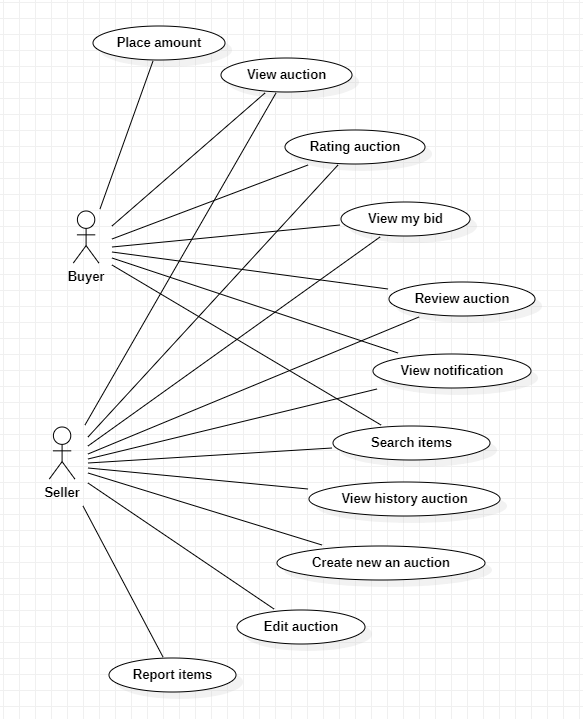 Place amount
View auction
Rating auction
View my bid
Buyer
Review auction
View notification
Search items
Seller
View history auction
Create new an auction
Edit auction
Report items